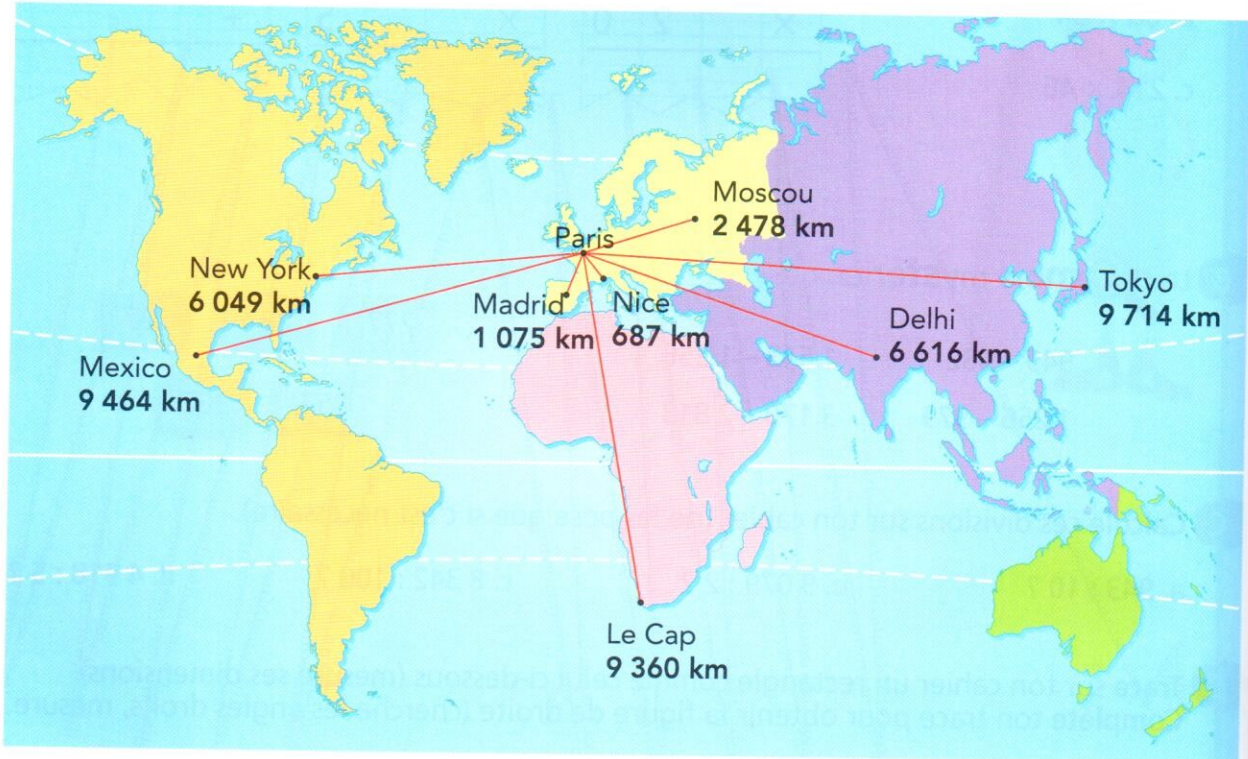 Moscou
2 478 km
Paris
New York
6 049 km
Madrid
1 075 km
Nice
687 km
Tokyo
9 714 km
Delhi
6 616 km
Mexico
9 464 km
Le Cap
9 360 km